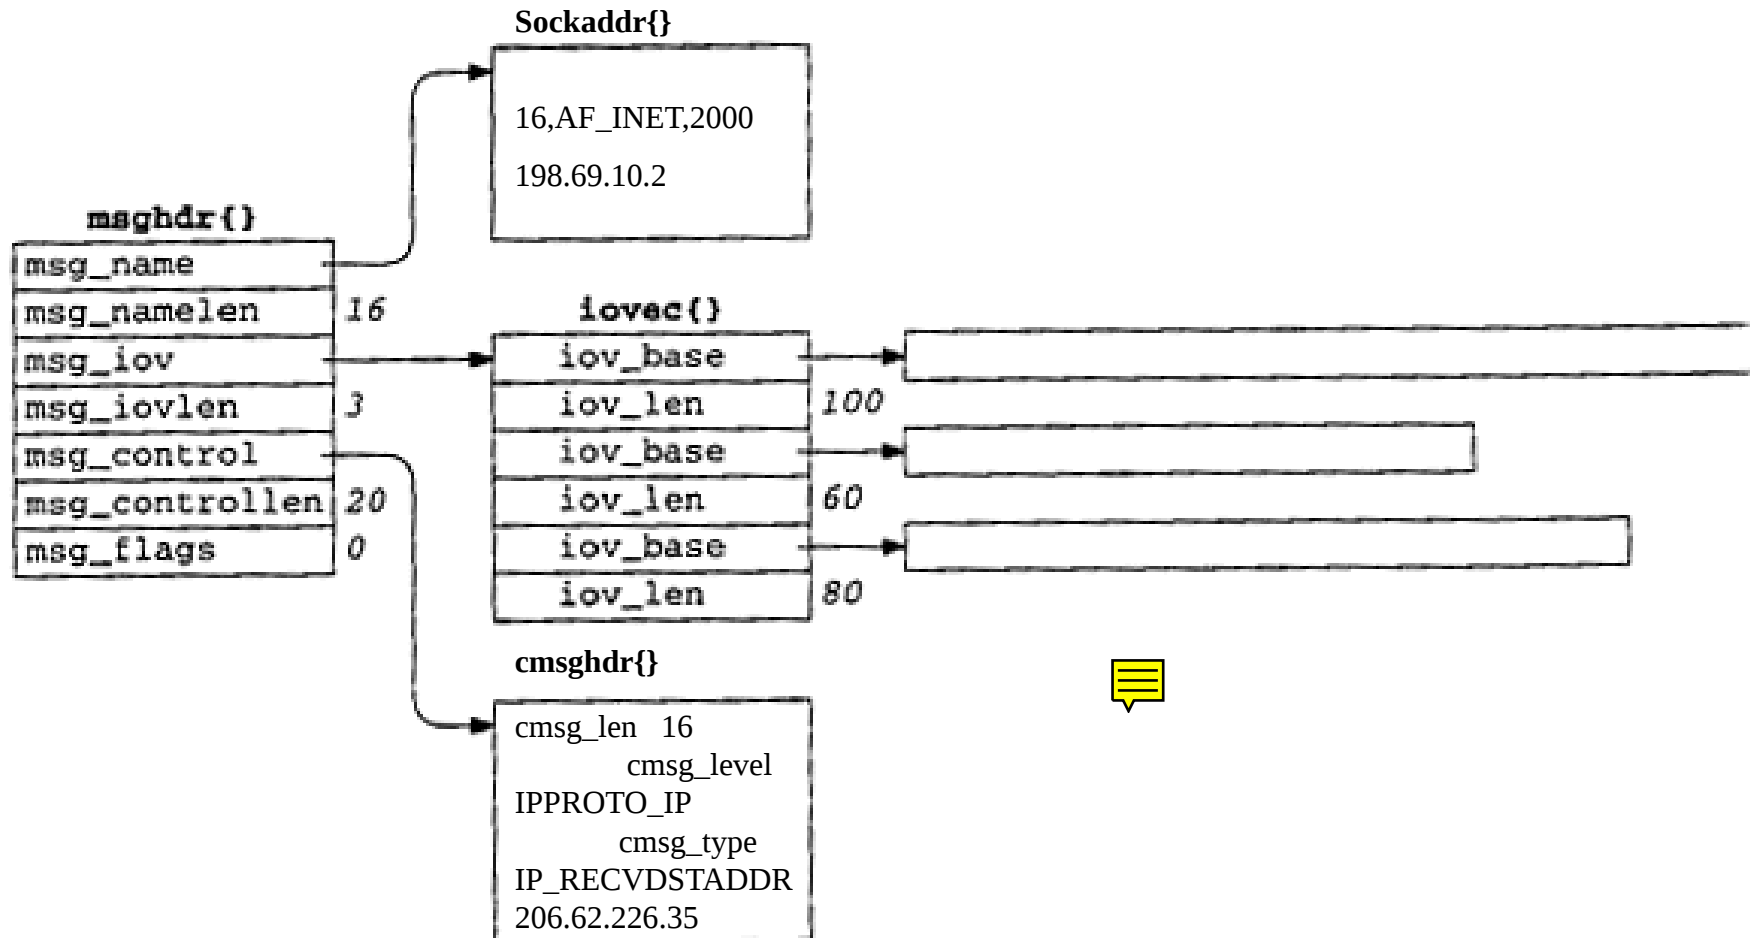 Sockaddr{}
16,AF_INET,2000
198.69.10.2
msghdr{}
msg_name
msg_namelen 16
msg_iov
msg_iovlen 3
msg_control
msg_controllen 20
msg_flags 0
iovec{}
iov_base
iov_len 100
iov_base
iov_len 60
iov_base
iov_len 80
cmsghdr{}
cmsg_len 16
cmsg_level
IPPROTO_IP
cmsg_type
IP_RECVDSTADDR
206.62.226.35